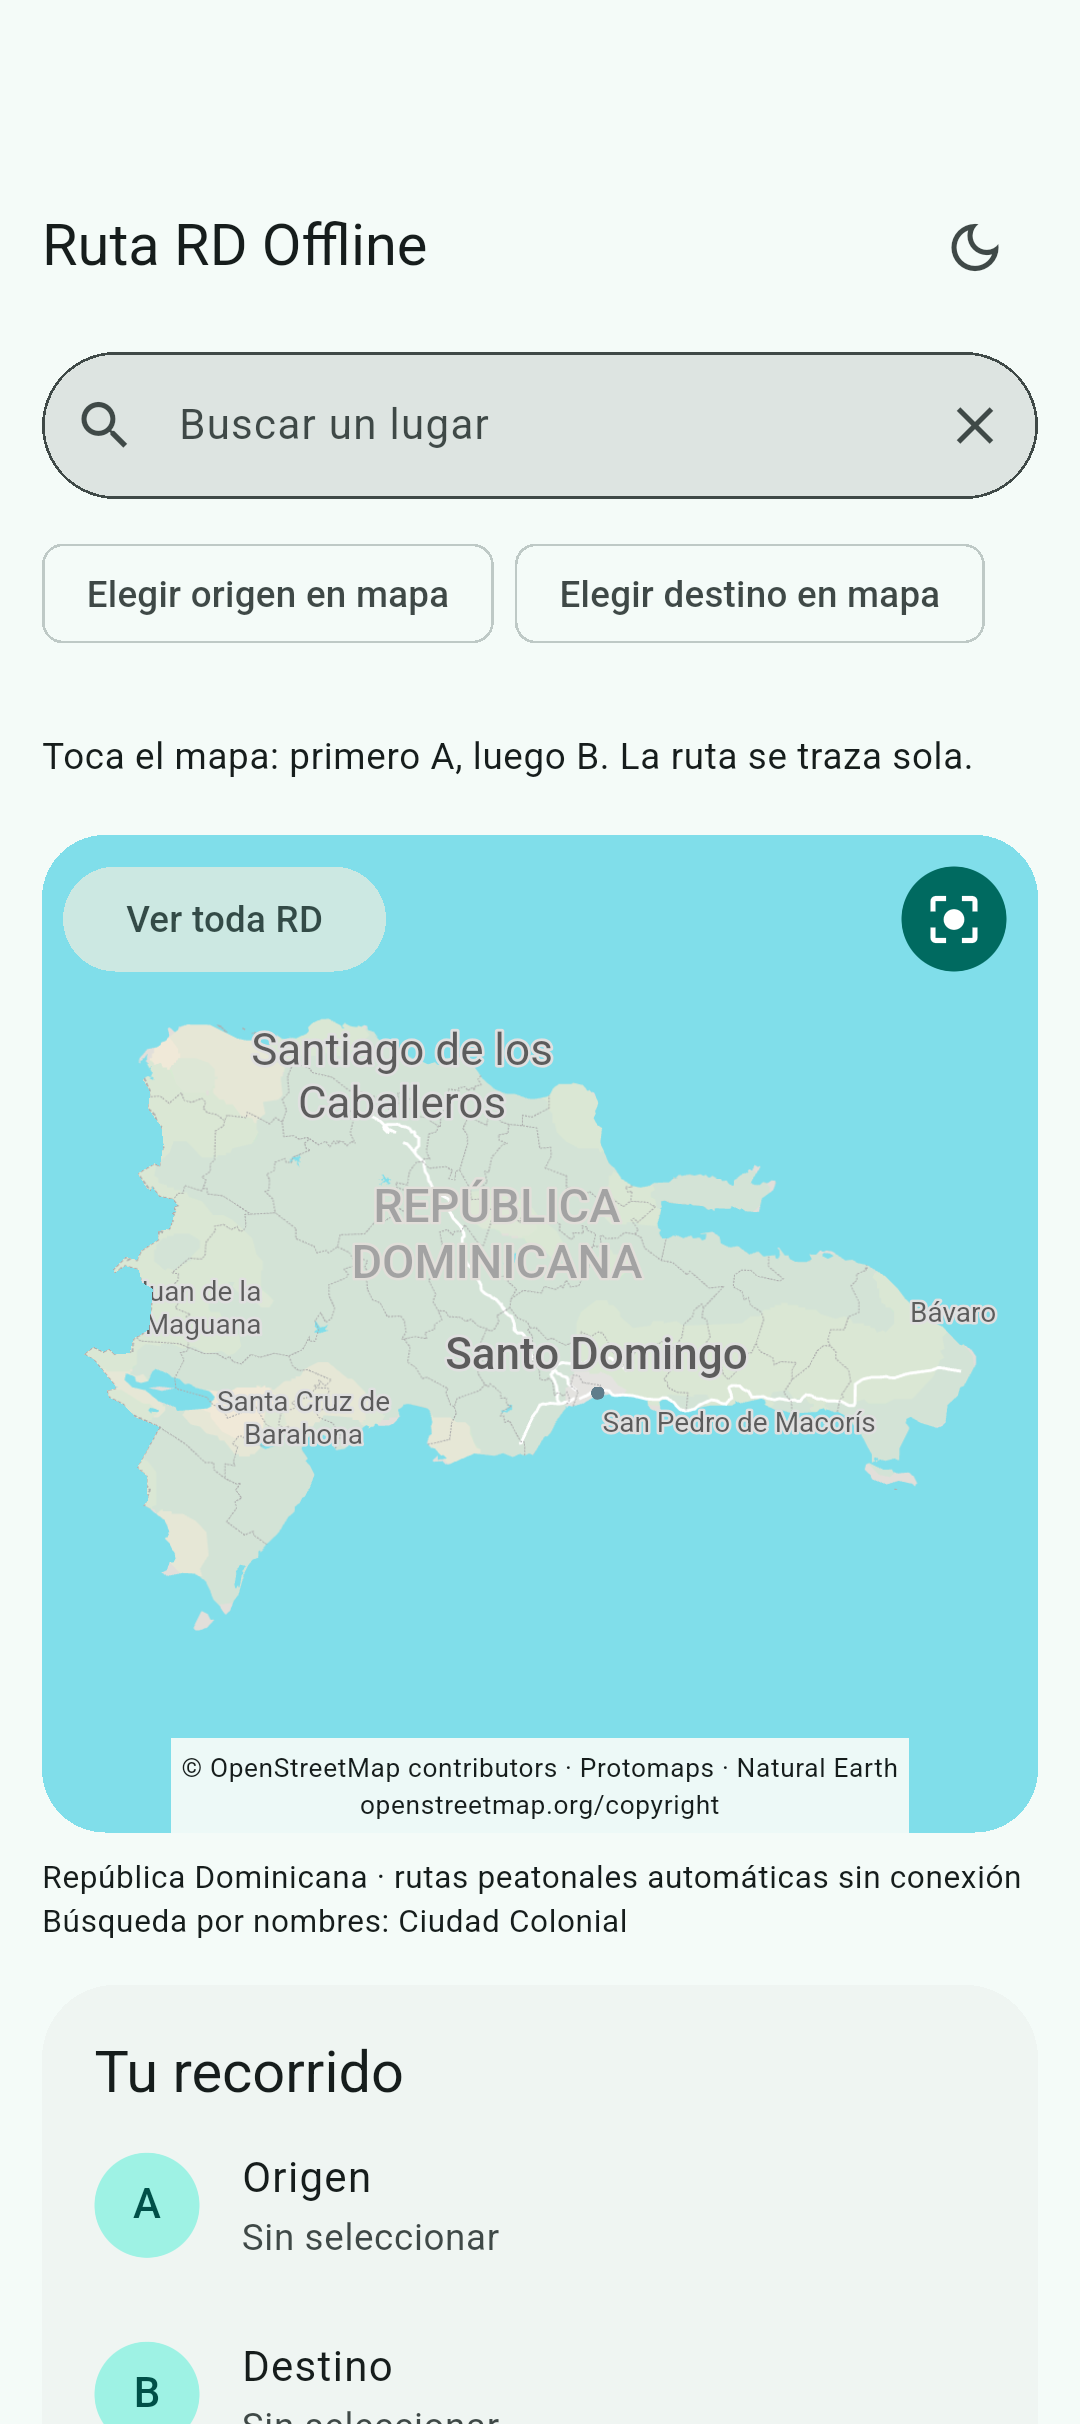 Ruta RD Offline
Buscar un lugar
Elegir origen en mapa
Elegir destino en mapa
Toca el mapa: primero A, luego B. La ruta se traza sola.
Ver toda RD
Santiago de los
Caballeros
REPÚBLICA
DOMINICANA
uan de la
Maguana
Bávaro
Santo Domingo
Santa Cruz de
Barahona
San Pedro de Macorís
© OpenStreetMap contributors · Protomaps · Natural Earth
openstreetmap.org/copyright
República Dominicana · rutas peatonales automáticas sin conexión
Búsqueda por nombres: Ciudad Colonial
Tu recorrido
A
Origen
Sin seleccionar
B
Destino
Sin seleccionar